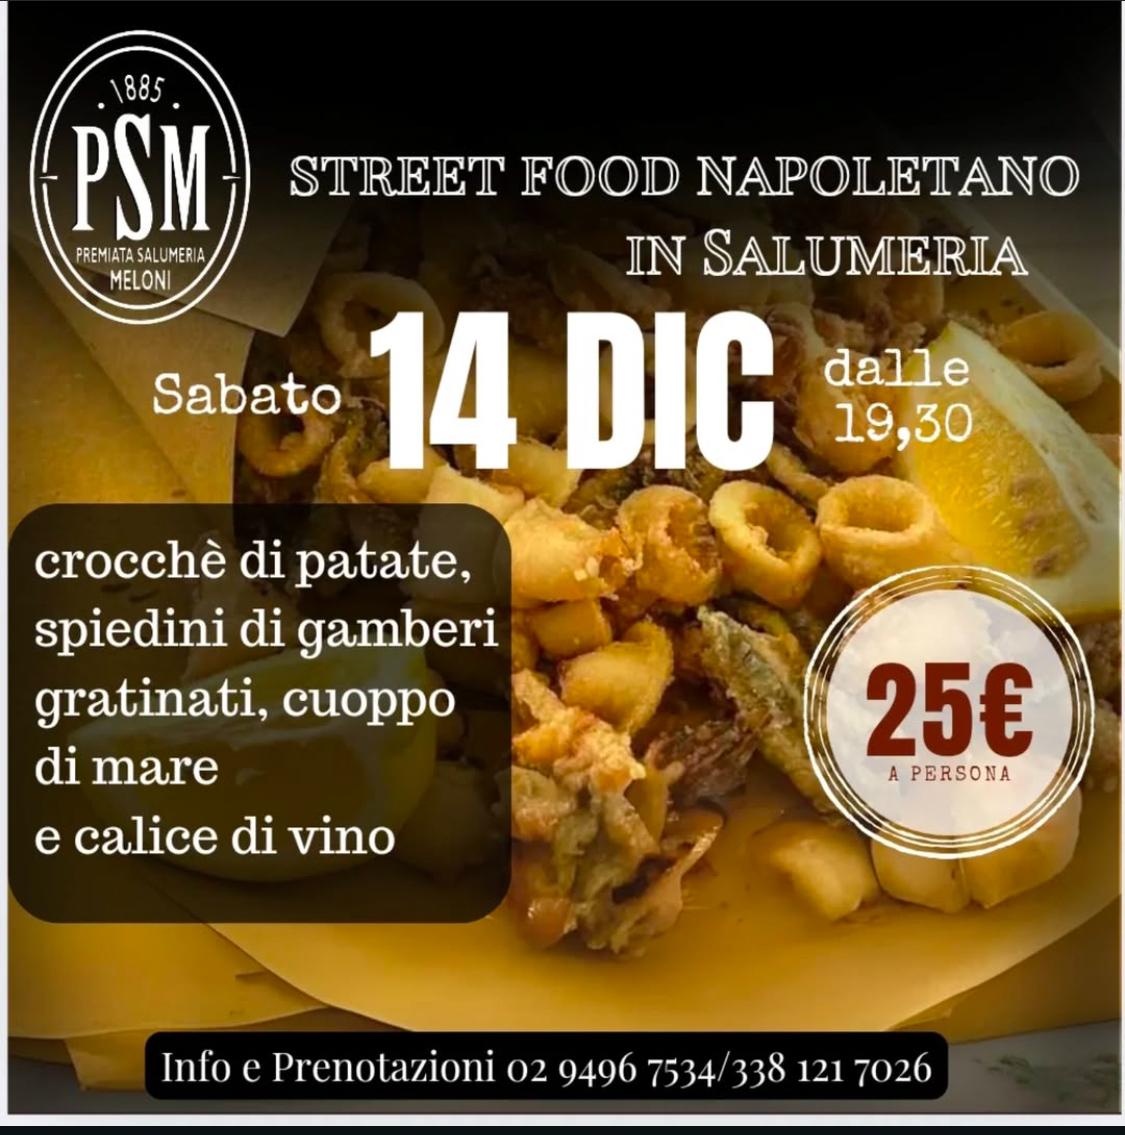 1885
PSM
PREMIATA SALUMERIA
MELONI
STREET FOOD NAPOLETANO
IN SALUMERIA
Sabato
14 DIC
dalle
19,30
crocchè di patate,
spiedini di gamberi
gratinati, cuoppo
di mare
e calice di vino
25€
A PERSONA
Info e Prenotazioni 02 9496 7534/338 121 7026